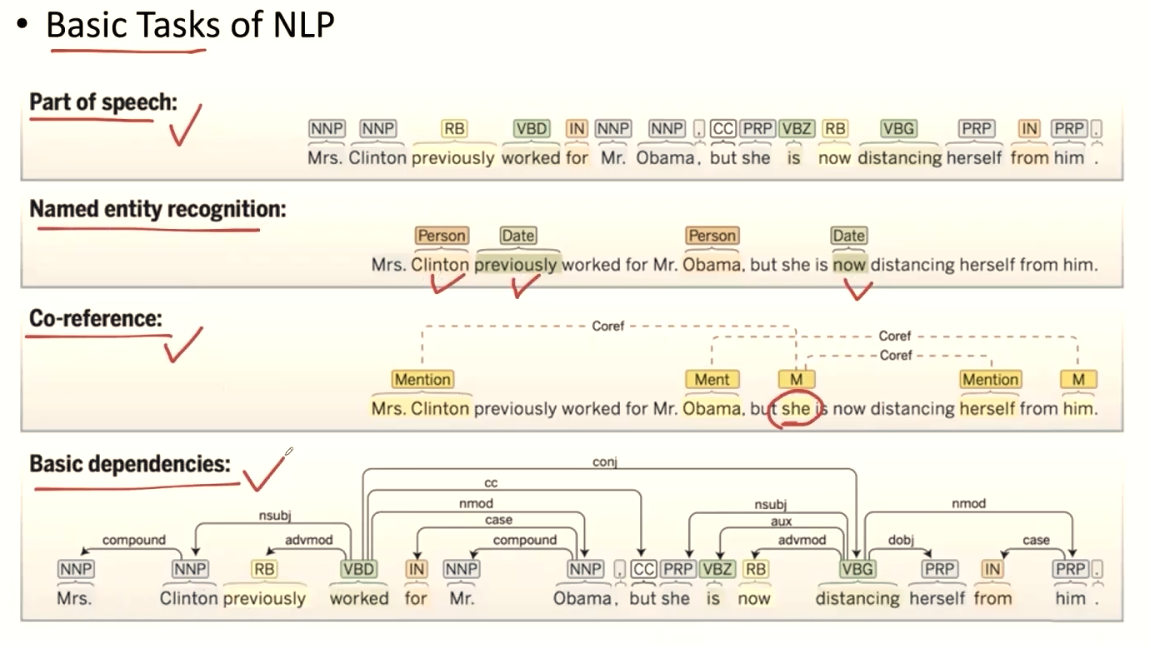 • Basic Tasks of NLP
Part of speech:
NNP NNP RB VBD IN NNP NNP , CC PRP VBZ RB VBG PRP IN PRP .
Mrs. Clinton previously worked for Mr. Obama, but she is now distancing herself from him .
Named entity recognition:
Person Date Person Date
Mrs. Clinton previously worked for Mr. Obama, but she is now distancing herself from him.
Co-reference:
Coref
Coref
Coref
Mention Ment M Mention M
Mrs. Clinton previously worked for Mr. Obama, but she is now distancing herself from him.
Basic dependencies:
conj
cc
nmod nsubj nmod
nsubj case aux
compound advmod compound advmod dobj case
NNP NNP RB VBD IN NNP NNP , CC PRP VBZ RB VBG PRP IN PRP .
Mrs. Clinton previously worked for Mr. Obama, but she is now distancing herself from him .